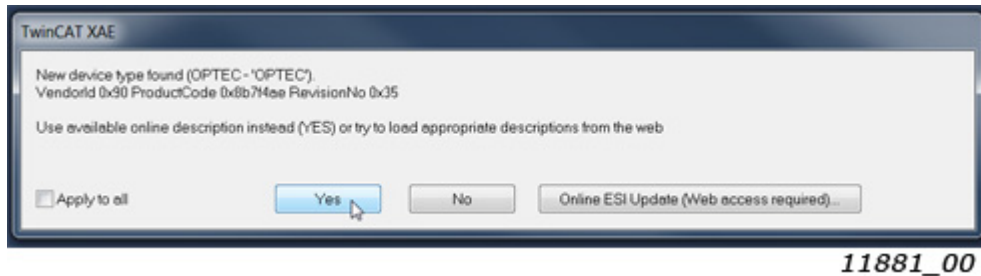 TwinCAT XAE
New device type found (OPTEC - 'OPTEC').
VendorId 0x90 ProductCode 0x8b7f4ae RevisionNo 0x35
Use available online description instead (YES) or try to load appropriate descriptions from the web
Apply to all
Yes
No
Online ESI Update (Web access required)...
11881_00